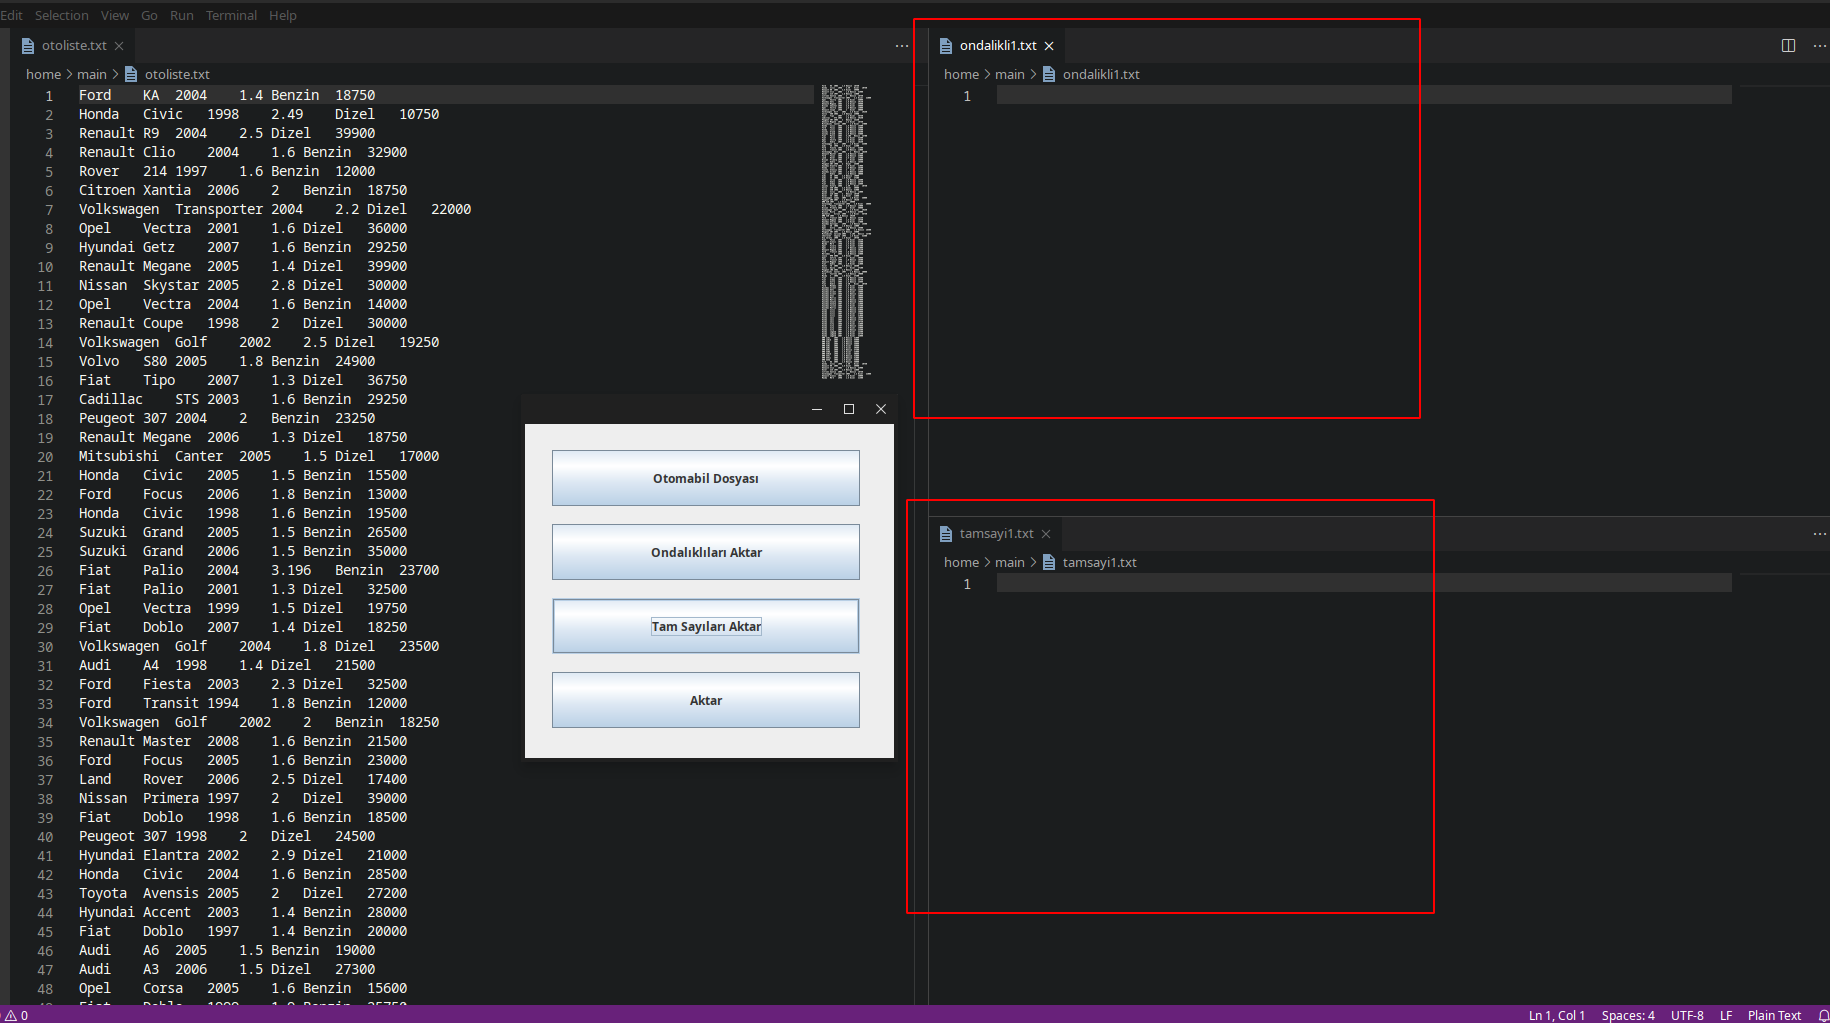 Edit Selection View Go Run Terminal Help
otoliste.txt
home > main > otoliste.txt
1 Ford KA 2004 1.4 Benzin 18750
2 Honda Civic 1998 2.49 Dizel 10750
3 Renault R9 2004 2.5 Dizel 39900
4 Renault Clio 2004 1.6 Benzin 32900
5 Rover 214 1997 1.6 Benzin 12000
6 Citroen Xantia 2006 2 Benzin 18750
7 Volkswagen Transporter 2004 2.2 Dizel 22000
8 Opel Vectra 2001 1.6 Dizel 36000
9 Hyundai Getz 2007 1.6 Benzin 29250
10 Renault Megane 2005 1.4 Dizel 39900
11 Nissan Skystar 2005 2.8 Dizel 30000
12 Opel Vectra 2004 1.6 Benzin 14000
13 Renault Coupe 1998 2 Dizel 30000
14 Volkswagen Golf 2002 2.5 Dizel 19250
15 Volvo S80 2005 1.8 Benzin 24900
16 Fiat Tipo 2007 1.3 Dizel 36750
17 Cadillac STS 2003 1.6 Benzin 29250
18 Peugeot 307 2004 2 Benzin 23250
19 Renault Megane 2006 1.3 Dizel 18750
20 Mitsubishi Canter 2005 1.5 Dizel 17000
21 Honda Civic 2005 1.5 Benzin 15500
22 Ford Focus 2006 1.8 Benzin 13000
23 Honda Civic 1998 1.6 Benzin 19500
24 Suzuki Grand 2005 1.5 Benzin 26500
25 Suzuki Grand 2006 1.5 Benzin 35000
26 Fiat Palio 2004 3.196 Benzin 23700
27 Fiat Palio 2001 1.3 Dizel 32500
28 Opel Vectra 1999 1.5 Dizel 19750
29 Fiat Doblo 2007 1.4 Dizel 18250
30 Volkswagen Golf 2004 1.8 Dizel 23500
31 Audi A4 1998 1.4 Dizel 21500
32 Ford Fiesta 2003 2.3 Dizel 32500
33 Ford Transit 1994 1.8 Benzin 12000
34 Volkswagen Golf 2002 2 Benzin 18250
35 Renault Master 2008 1.6 Benzin 21500
36 Ford Focus 2005 1.6 Benzin 23000
37 Land Rover 2006 2.5 Dizel 17400
38 Nissan Primera 1997 2 Dizel 39000
39 Fiat Doblo 1998 1.6 Benzin 18500
40 Peugeot 307 1998 2 Dizel 24500
41 Hyundai Elantra 2002 2.9 Dizel 21000
42 Honda Civic 2004 1.6 Benzin 28500
43 Toyota Avensis 2005 2 Dizel 27200
44 Hyundai Accent 2003 1.4 Benzin 28000
45 Fiat Doblo 1997 1.4 Benzin 20000
46 Audi A6 2005 1.5 Benzin 19000
47 Audi A3 2006 1.5 Dizel 27300
48 Opel Corsa 2005 1.6 Benzin 15600
Otomabil Dosyası
Ondalıklıları Aktar
Tam Sayıları Aktar
Aktar
ondalikli1.txt
home > main > ondalikli1.txt
1
tamsayi1.txt
home > main > tamsayi1.txt
1
0
Ln 1, Col 1 Spaces: 4 UTF-8 LF Plain Text